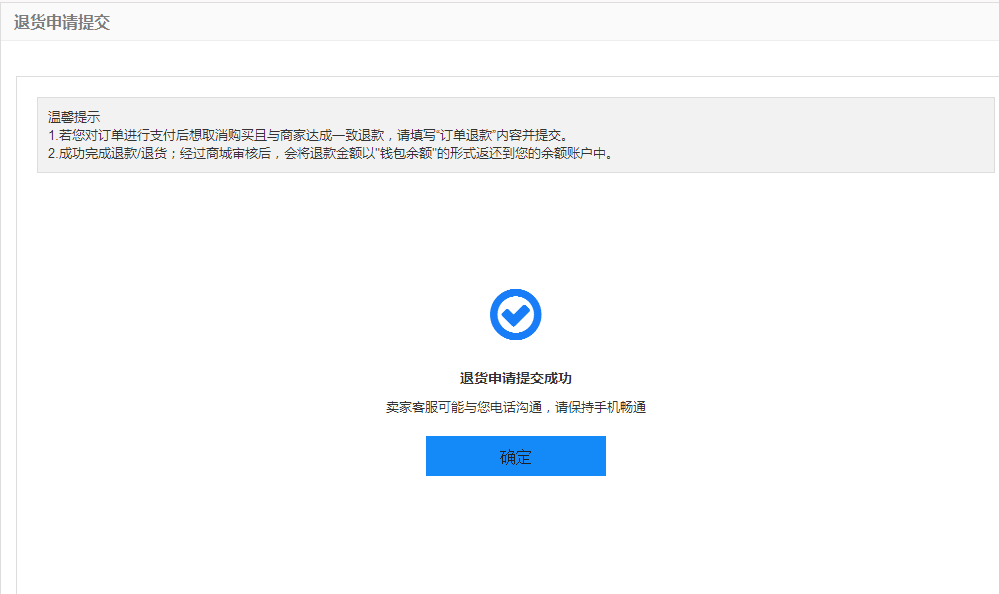 退货申请提交
温馨提示
1.若您对订单进行支付后想取消购买且与商家达成一致退款，请填写“订单退款”内容并提交。
2.成功完成退款/退货；经过商城审核后，会将退款金额以"钱包余额"的形式返还到您的余额账户中。
退货申请提交成功
卖家客服可能与您电话沟通，请保持手机畅通
确定